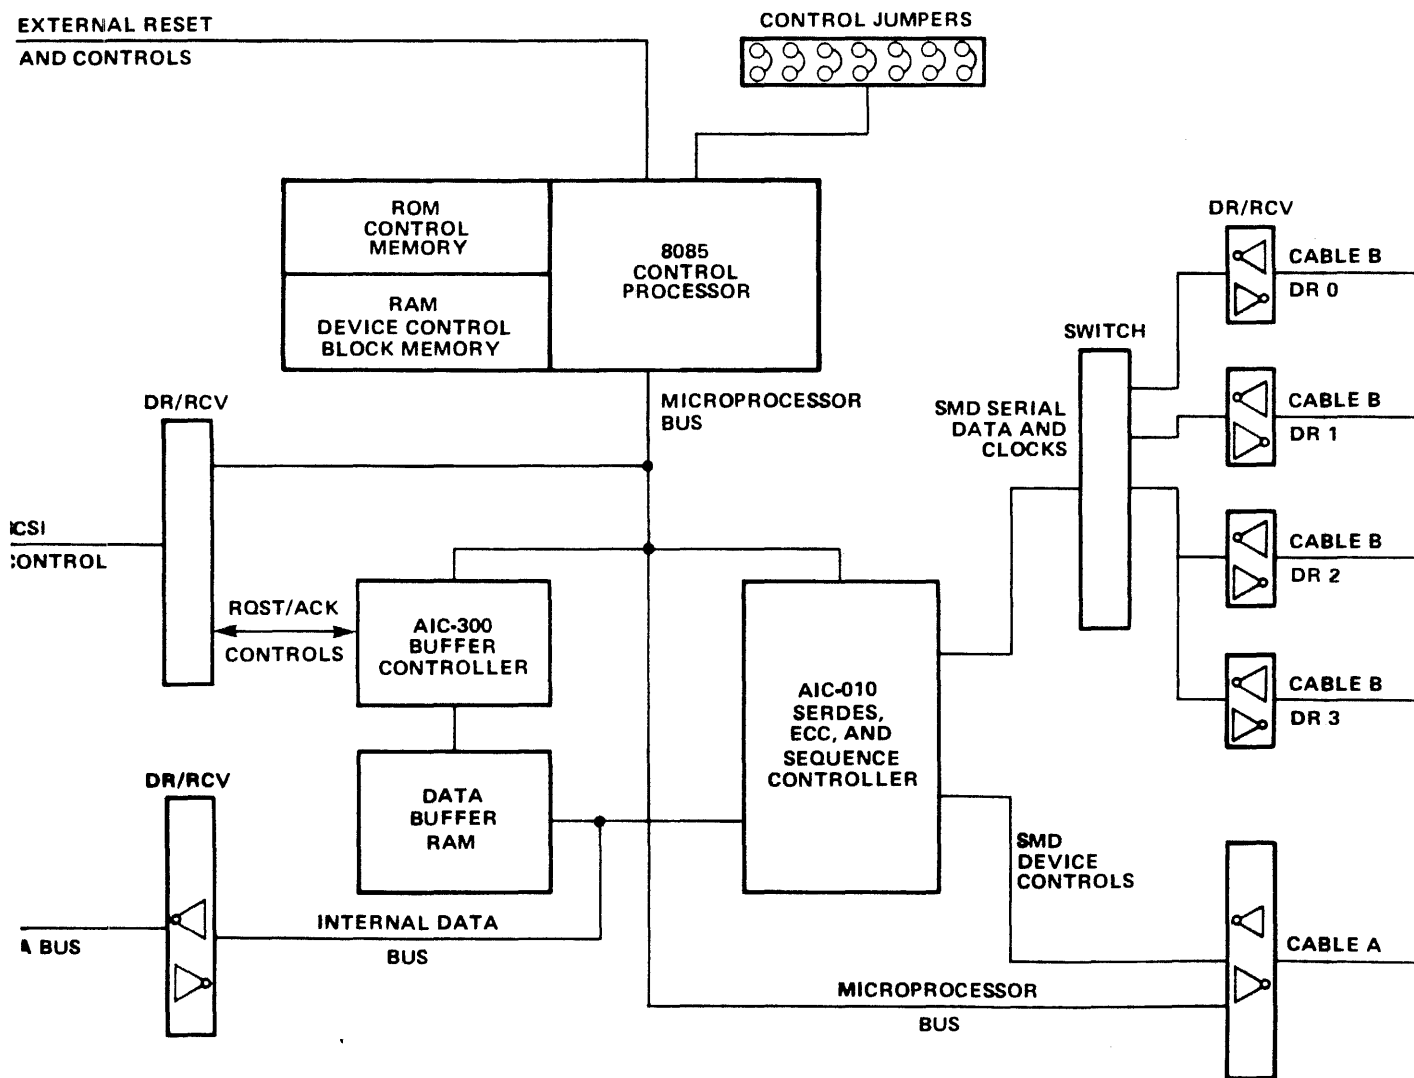 EXTERNAL RESET
AND CONTROLS
CONTROL JUMPERS
ROM
CONTROL
MEMORY
8085
CONTROL
PROCESSOR
RAM
DEVICE CONTROL
BLOCK MEMORY
DR/RCV
CABLE B
DR 0
SWITCH
MICROPROCESSOR
BUS
DR/RCV
SMD SERIAL
DATA AND
CLOCKS
CABLE B
DR 1
CSI
ONTROL
CABLE B
DR 2
RQST/ACK
CONTROLS
AIC-300
BUFFER
CONTROLLER
AIC-010
SERDES,
ECC, AND
SEQUENCE
CONTROLLER
CABLE B
DR 3
DR/RCV
DATA
BUFFER
RAM
SMD
DEVICE
CONTROLS
INTERNAL DATA
BUS
A BUS
CABLE A
MICROPROCESSOR
BUS